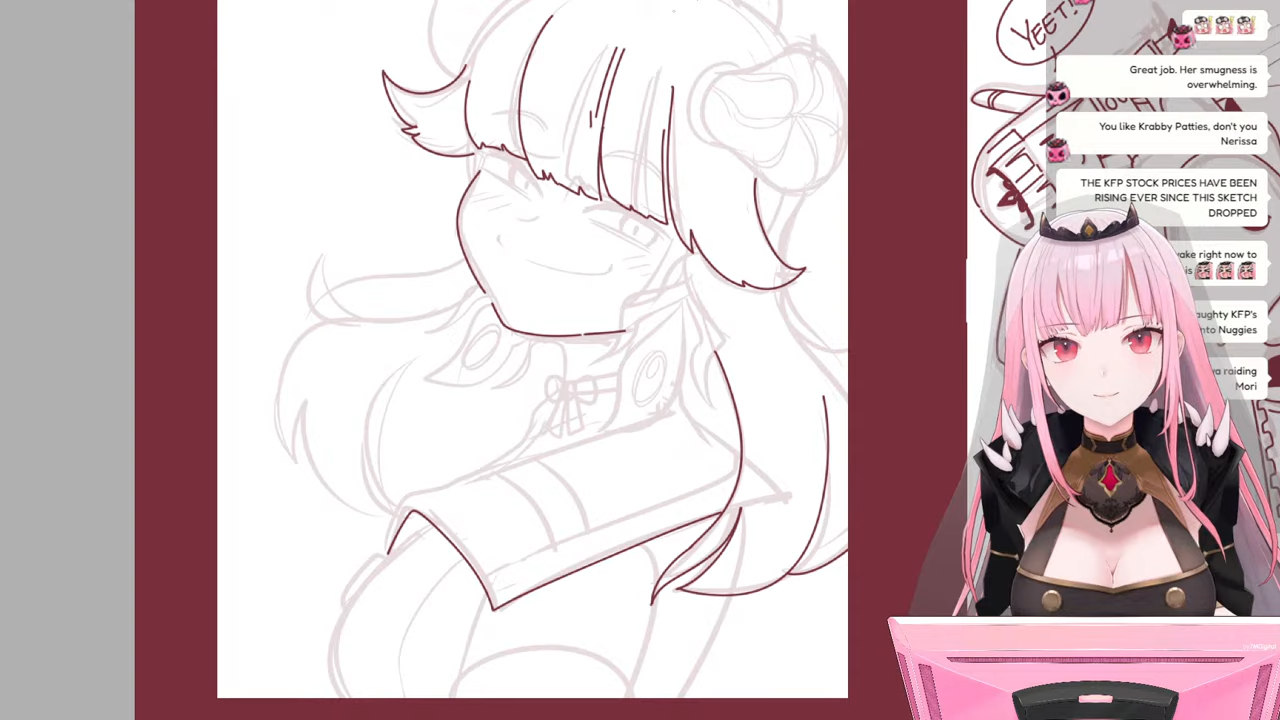 YEET!
Great job. Her smugness is
overwhelming.
You like Krabby Patties, don't you
Nerissa
THE KFP STOCK PRICES HAVE BEEN
RISING EVER SINCE THIS SKETCH
DROPPED
right now to
is
aughty KFP's
nto Nuggies
raiding
Mori